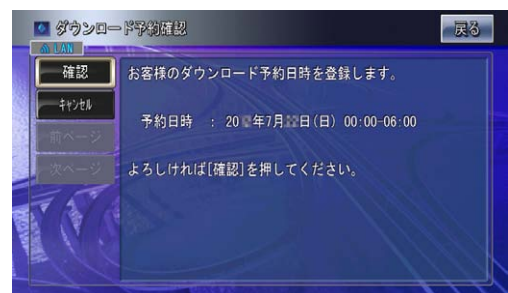 ダウンロード予約確認
戻る
LAN
確認
お客様のダウンロード予約日時を登録します。
キャンセル
予約日時 : 20 年7月 日(日) 00:00-06:00
前ページ
次ページ
よろしければ[確認]を押してください。